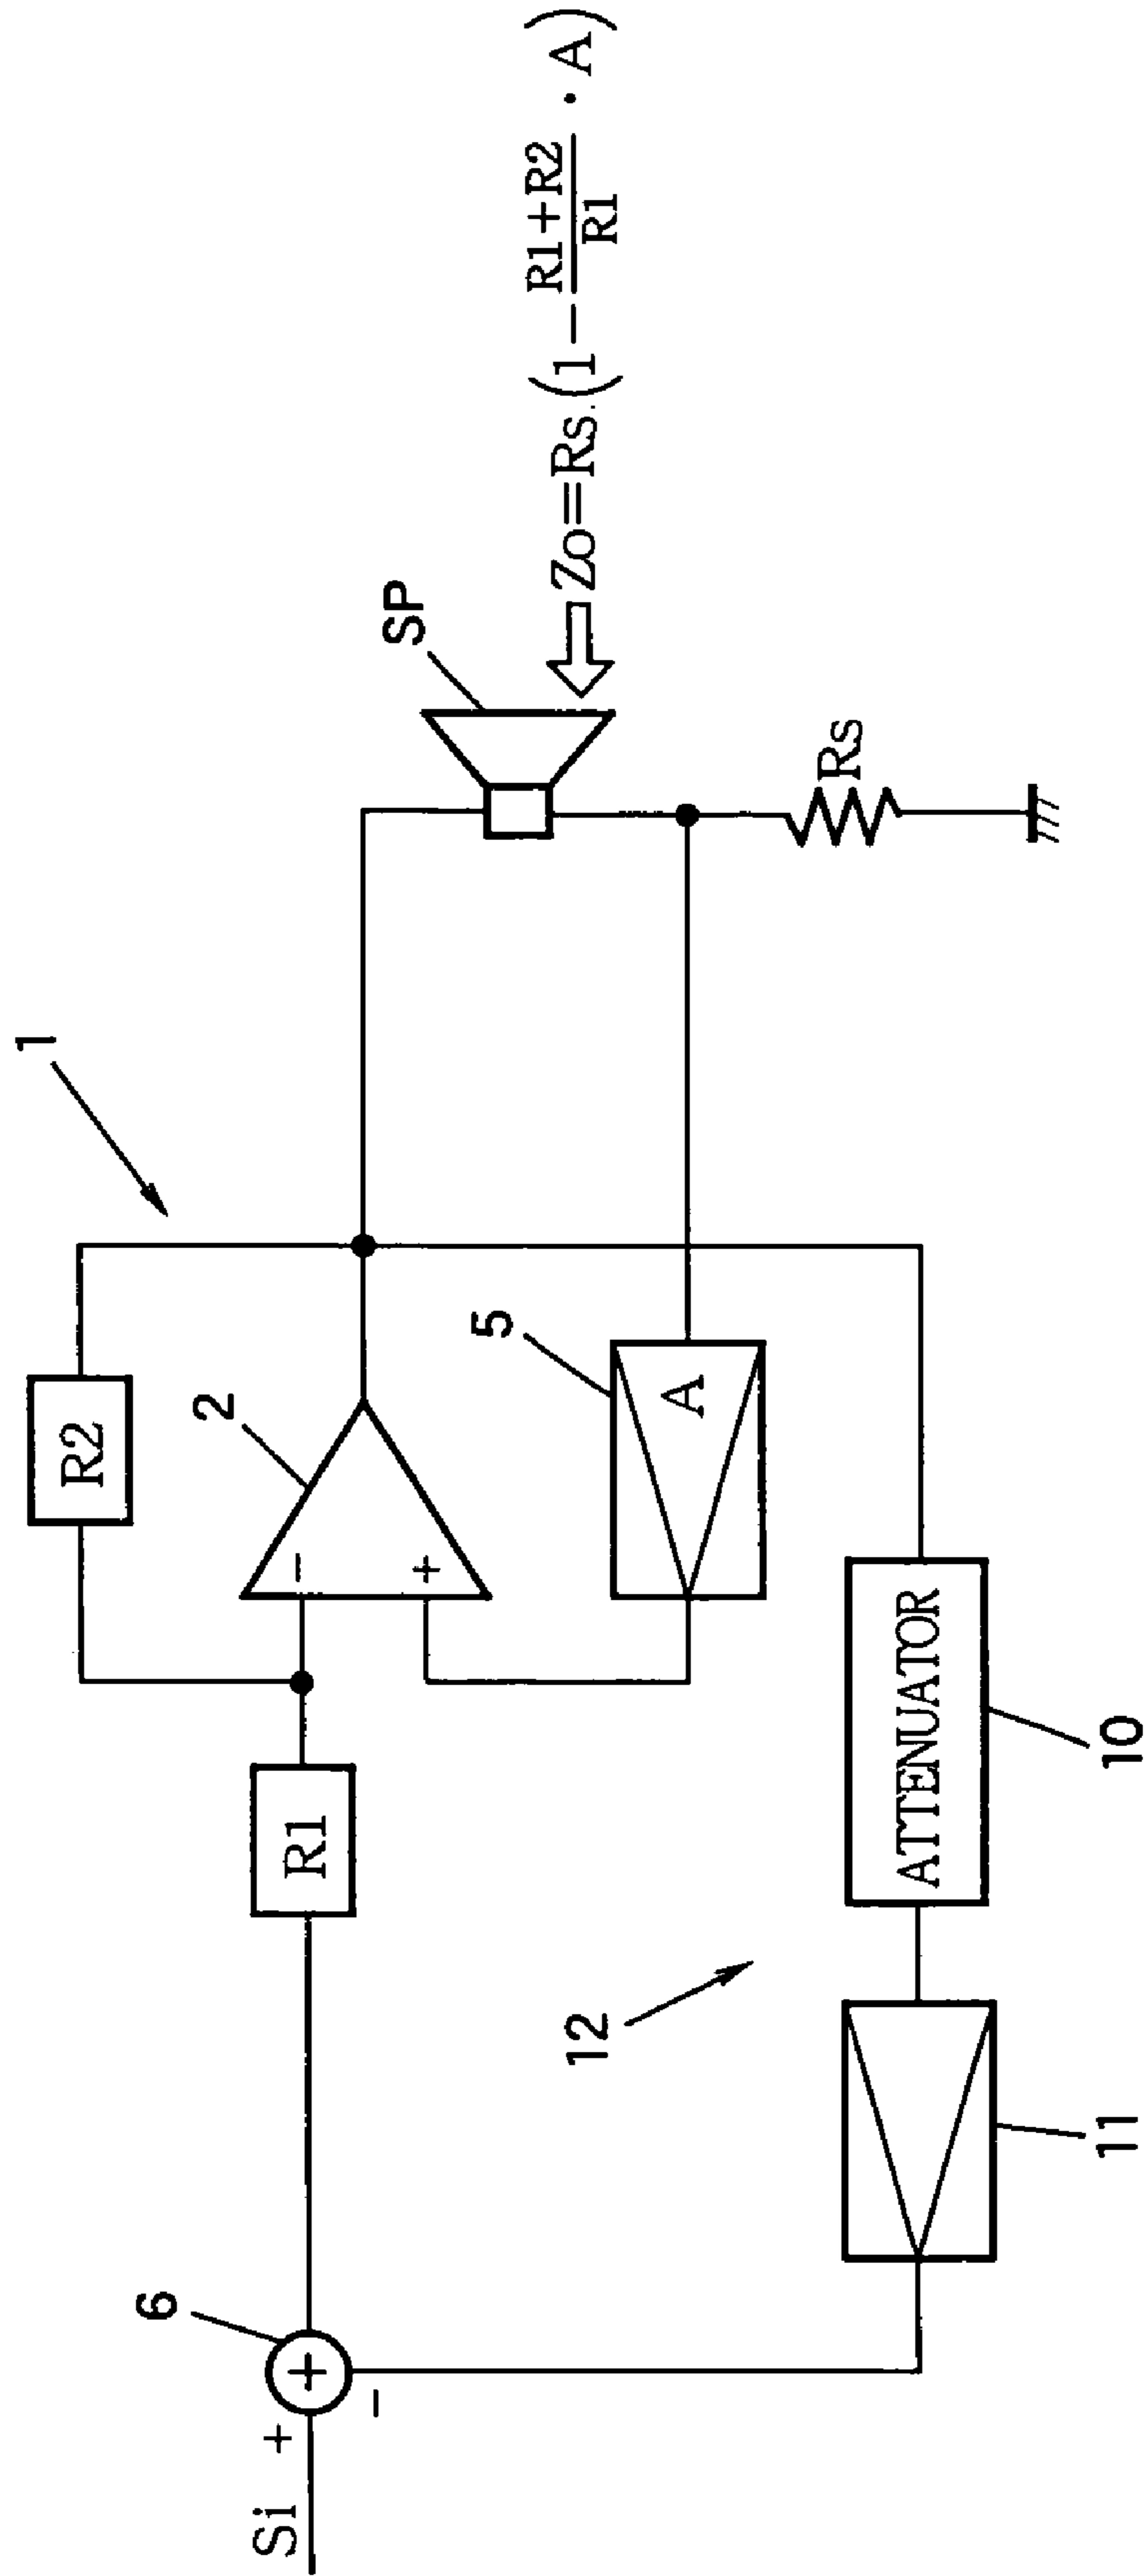 1
R2
2
−
+
R1
6
Si
+
+
−
5
A
SP
Zo=Rs·(1−(R1+R2)/R1·A)
Rs
12
ATTENUATOR
10
11